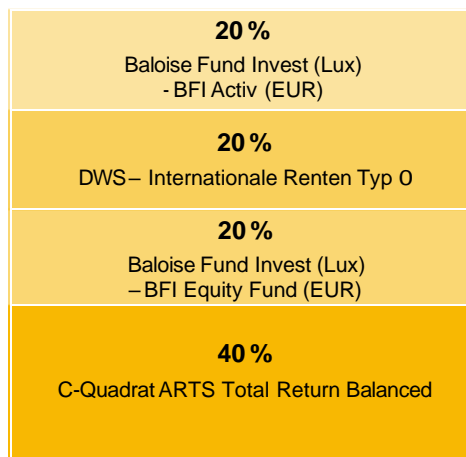 20 %
Baloise Fund Invest (Lux)
- BFI Activ (EUR)
20 %
DWS – Internationale Renten Typ O
20 %
Baloise Fund Invest (Lux)
– BFI Equity Fund (EUR)
40 %
C-Quadrat ARTS Total Return Balanced